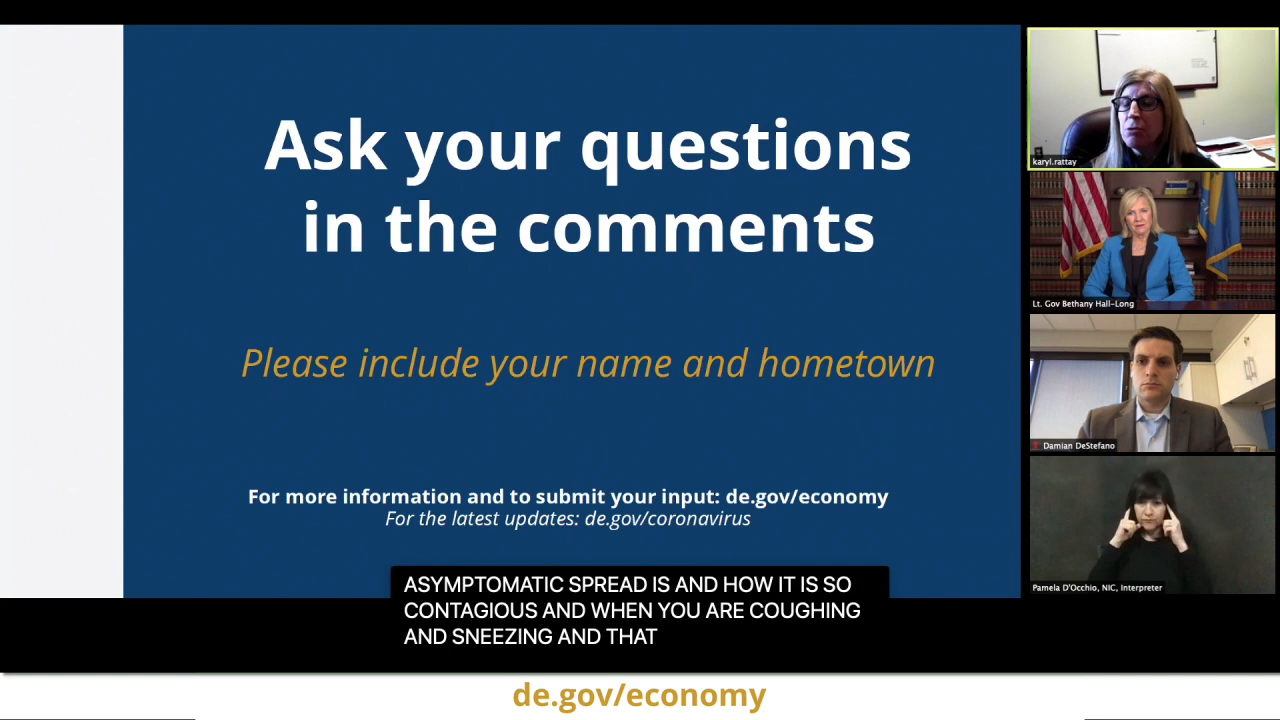 Ask your questions
in the comments
Please include your name and hometown
For more information and to submit your input: de.gov/economy
For the latest updates: de.gov/coronavirus
karyl.rattay
Lt. Gov Bethany Hall-Long
Damian DeStefano
Pamela D'Occhio, NIC, Interpreter
ASYMPTOMATIC SPREAD IS AND HOW IT IS SO
CONTAGIOUS AND WHEN YOU ARE COUGHING
AND SNEEZING AND THAT
de.gov/economy